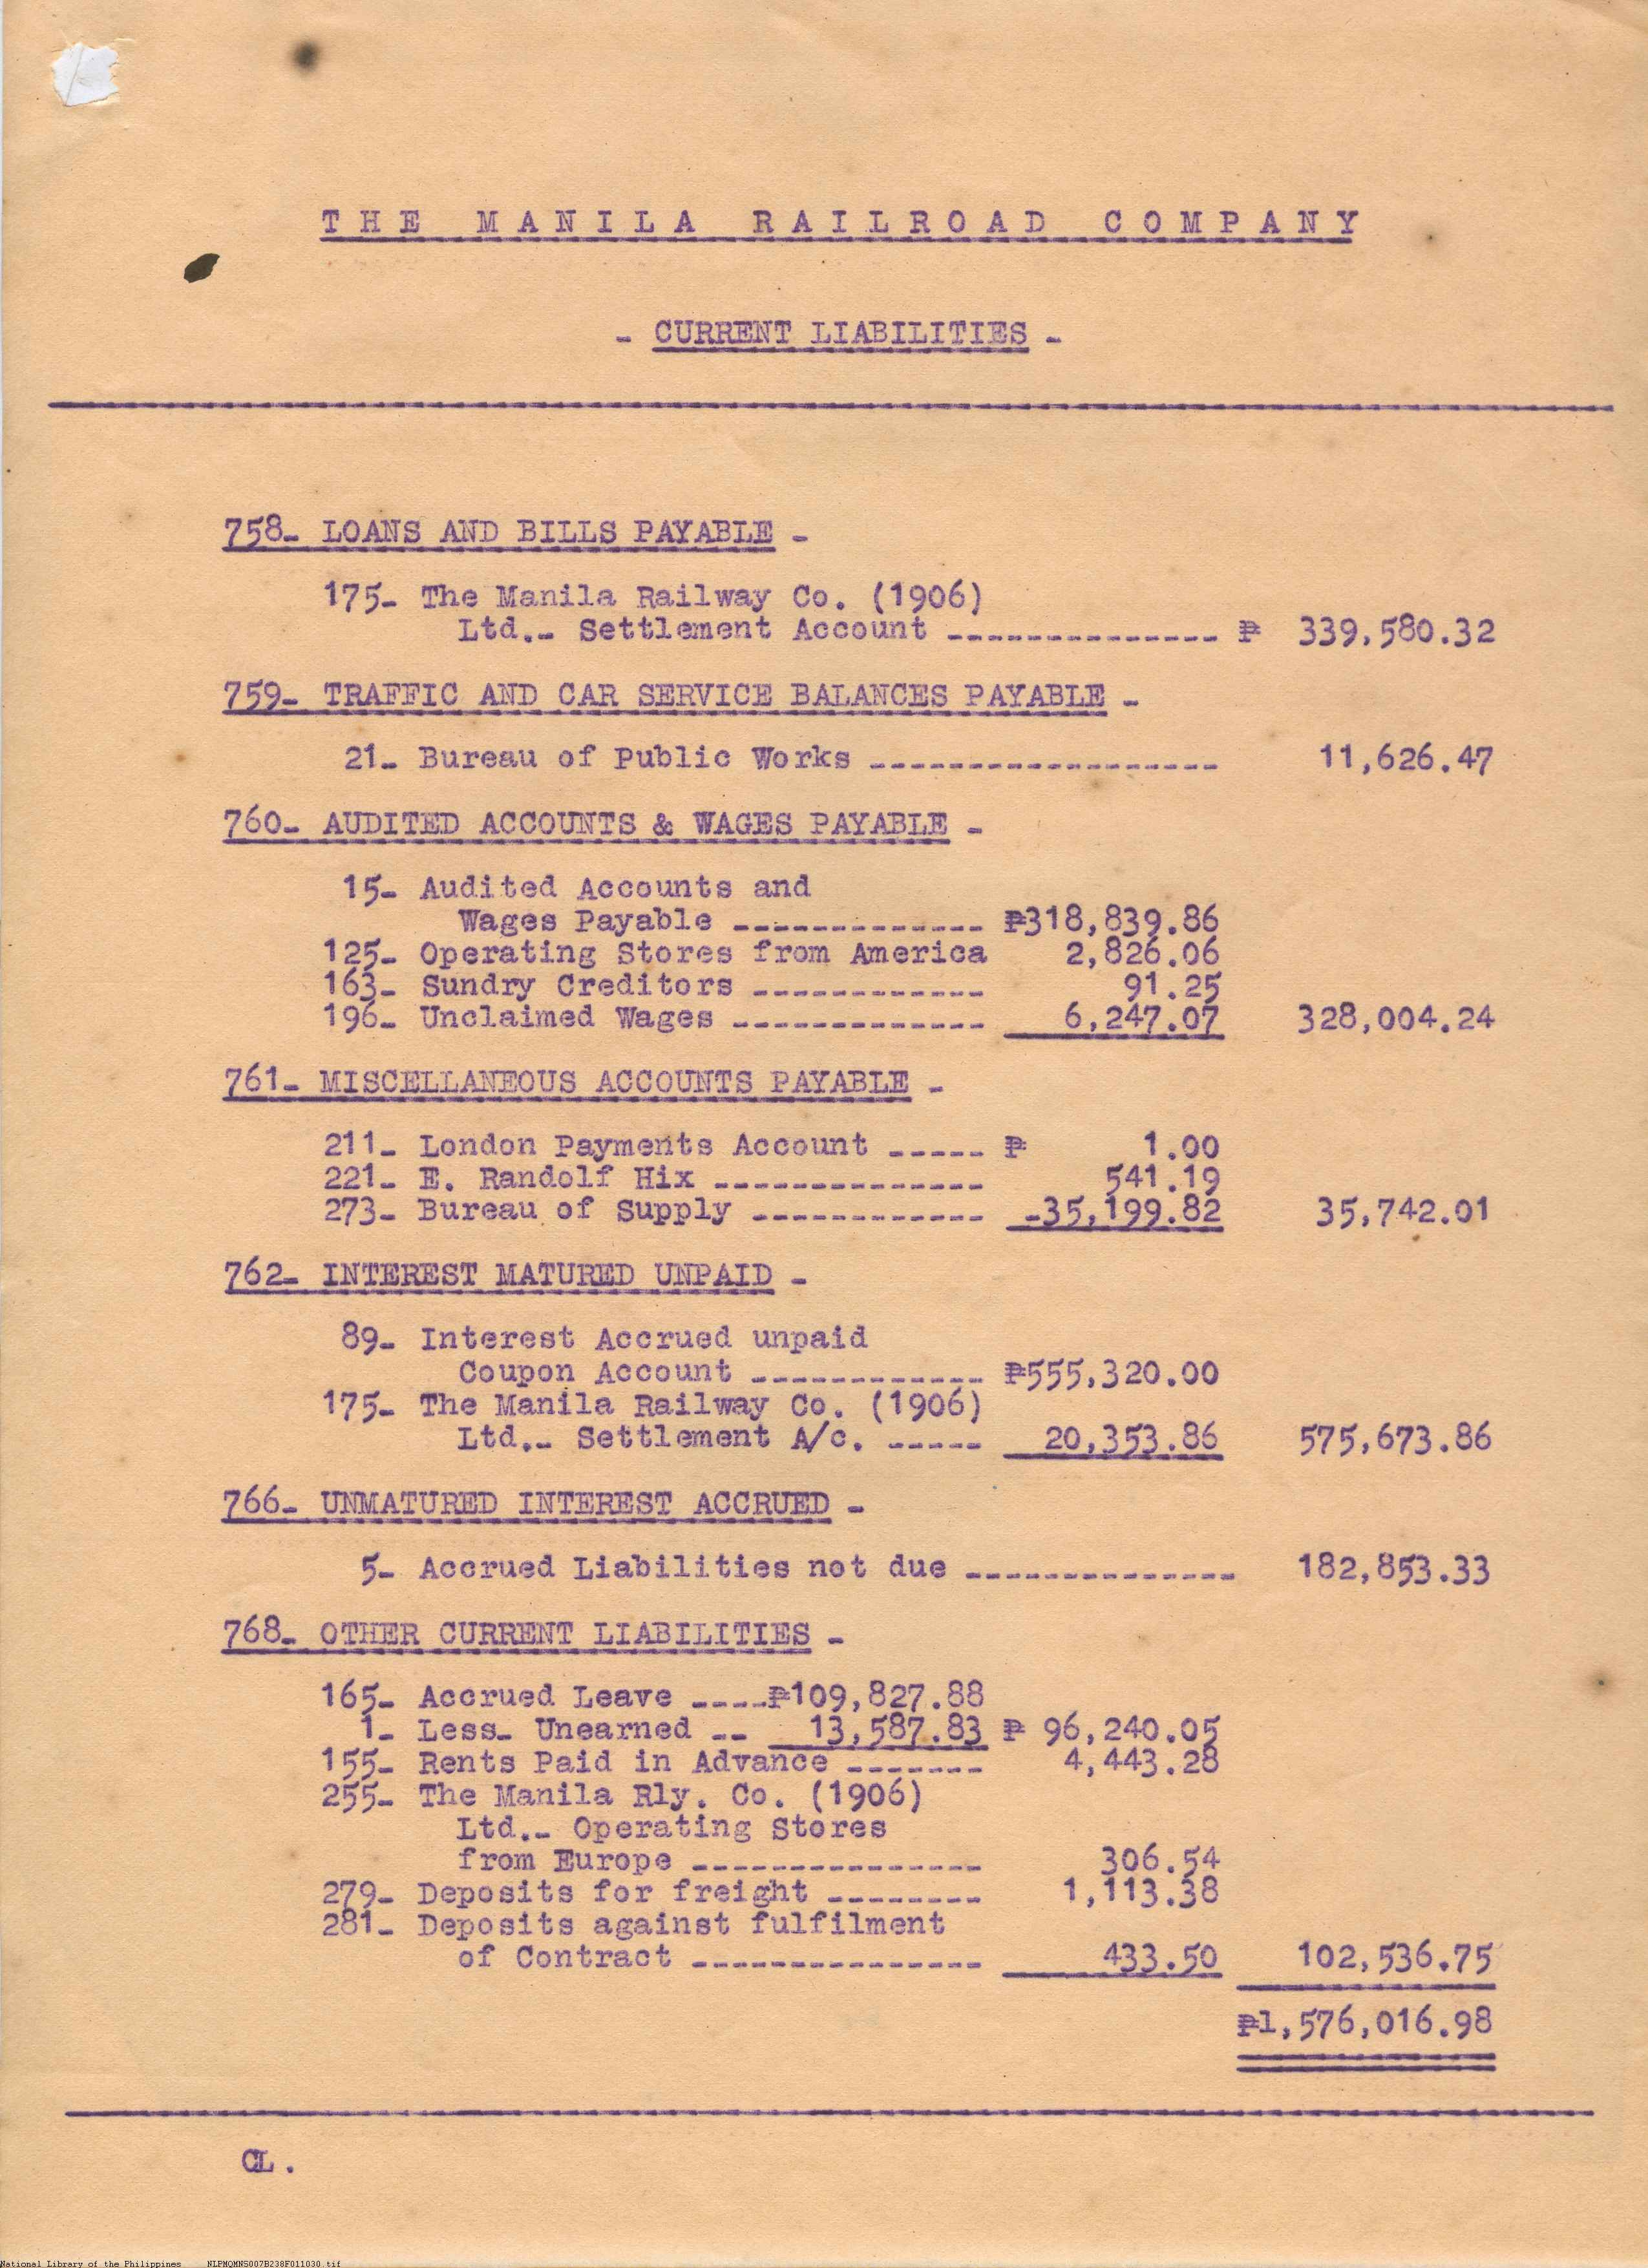 THE MANILA RAILROAD COMPANY
- CURRENT LIABILITIES -
758- LOANS AND BILLS PAYABLE -
175- The Manila Railway Co. (1906)
Ltd.- Settlement Account -------------- ₱ 339,580.32
759- TRAFFIC AND CAR SERVICE BALANCES PAYABLE -
21- Bureau of Public Works ------------------ 11,626.47
760- AUDITED ACCOUNTS & WAGES PAYABLE -
15- Audited Accounts and
Wages Payable ------------- ₱318,839.86
125- Operating Stores from America 2,826.06
163- Sundry Creditors ------------ 91.25
196- Unclaimed Wages ------------- 6,247.07 328,004.24
761- MISCELLANEOUS ACCOUNTS PAYABLE -
211- London Payments Account ----- ₱ 1.00
221- E. Randolf Hix -------------- 541.19
273- Bureau of Supply ------------ -35,199.82 35,742.01
762- INTEREST MATURED UNPAID -
89- Interest Accrued unpaid
Coupon Account ------------ ₱555,320.00
175- The Manila Railway Co. (1906)
Ltd.- Settlement A/c. ----- 20,353.86 575,673.86
766- UNMATURED INTEREST ACCRUED -
5- Accrued Liabilities not due -------------- 182,853.33
768- OTHER CURRENT LIABILITIES -
165- Accrued Leave ----₱109,827.88
1- Less- Unearned -- 13,587.83 ₱ 96,240.05
155- Rents Paid in Advance ------- 4,443.28
255- The Manila Rly. Co. (1906)
Ltd.- Operating Stores
from Europe --------------- 306.54
279- Deposits for freight -------- 1,113.38
281- Deposits against fulfilment
of Contract --------------- 433.50 102,536.75
₱1,576,016.98
CL.
National Library of the Philippines NLPMQMNS007B238F011030.tif